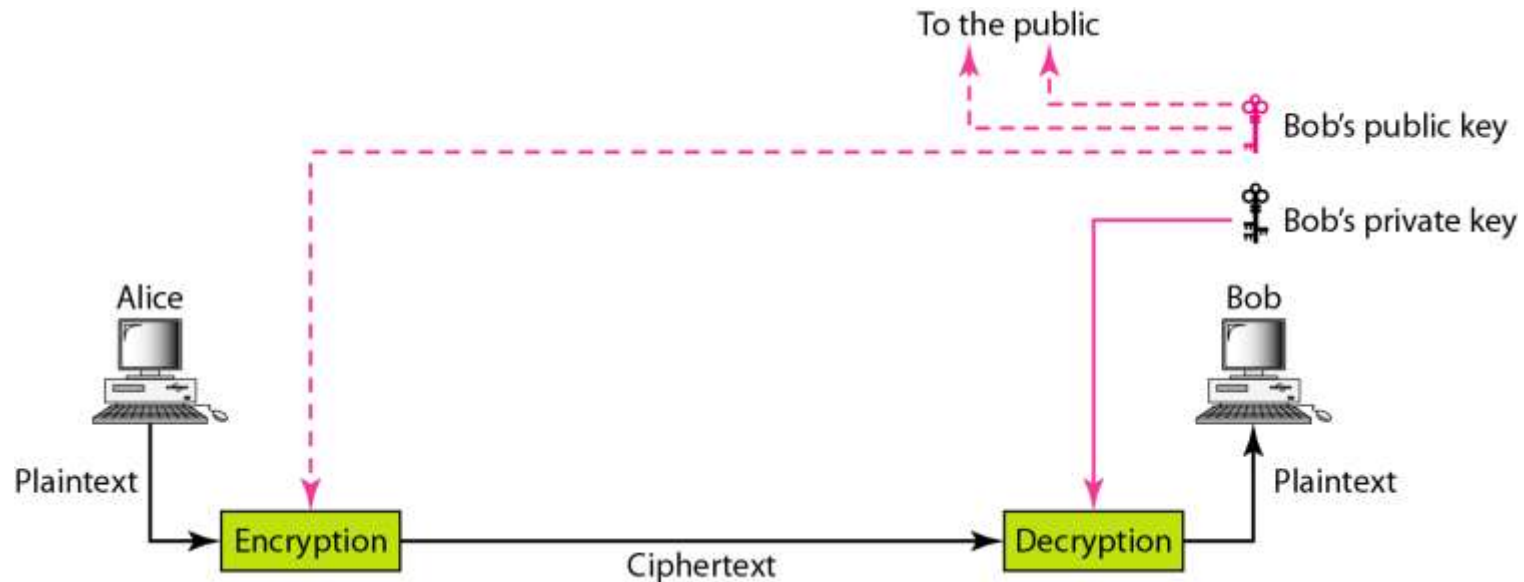 To the public
Bob's public key
Bob's private key
Alice
Bob
Plaintext
Plaintext
Encryption
Ciphertext
Decryption